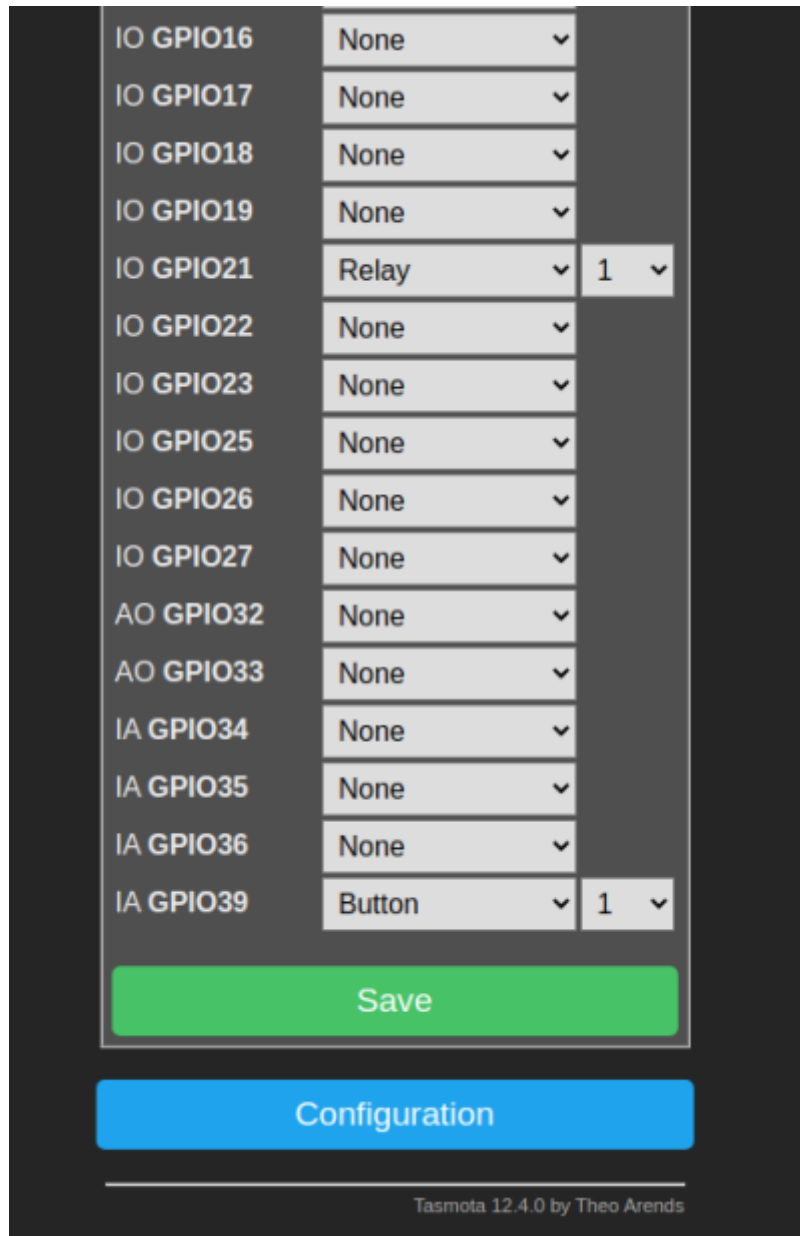 IO GPIO16 None
IO GPIO17 None
IO GPIO18 None
IO GPIO19 None
IO GPIO21 Relay 1
IO GPIO22 None
IO GPIO23 None
IO GPIO25 None
IO GPIO26 None
IO GPIO27 None
AO GPIO32 None
AO GPIO33 None
IA GPIO34 None
IA GPIO35 None
IA GPIO36 None
IA GPIO39 Button 1
Save
Configuration
Tasmota 12.4.0 by Theo Arends